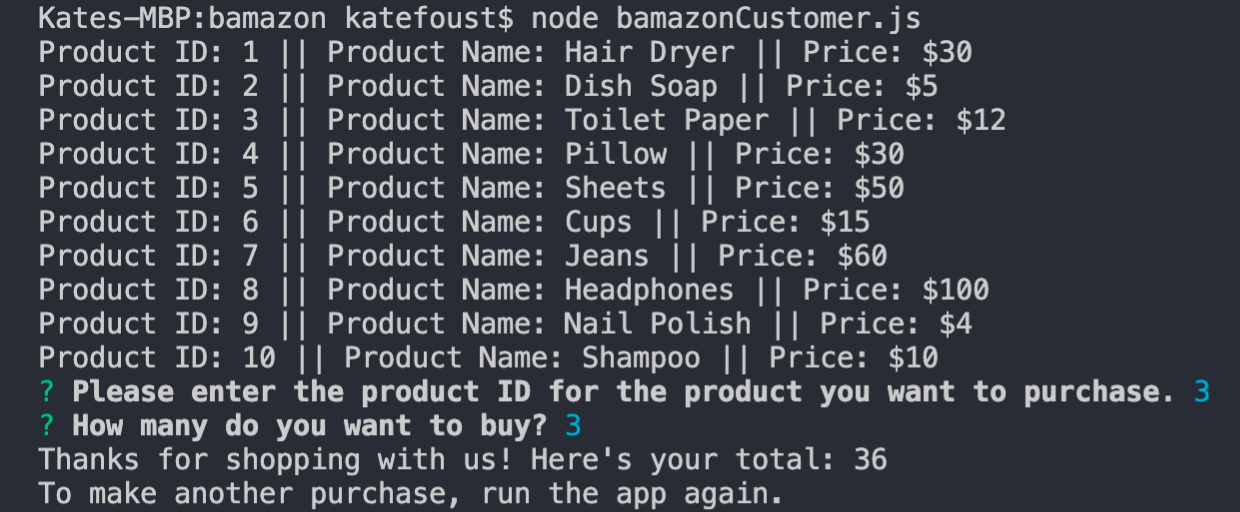 Kates-MBP:bamazon katefoust$ node bamazonCustomer.js
Product ID: 1 || Product Name: Hair Dryer || Price: $30
Product ID: 2 || Product Name: Dish Soap || Price: $5
Product ID: 3 || Product Name: Toilet Paper || Price: $12
Product ID: 4 || Product Name: Pillow || Price: $30
Product ID: 5 || Product Name: Sheets || Price: $50
Product ID: 6 || Product Name: Cups || Price: $15
Product ID: 7 || Product Name: Jeans || Price: $60
Product ID: 8 || Product Name: Headphones || Price: $100
Product ID: 9 || Product Name: Nail Polish || Price: $4
Product ID: 10 || Product Name: Shampoo || Price: $10
? Please enter the product ID for the product you want to purchase. 3
? How many do you want to buy? 3
Thanks for shopping with us! Here's your total: 36
To make another purchase, run the app again.